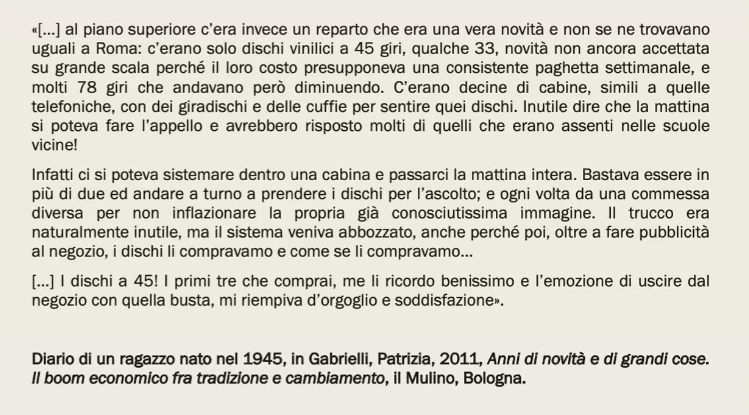 «[...] al piano superiore c'era invece un reparto che era una vera novità e non se ne trovavano
uguali a Roma: c'erano solo dischi vinilici a 45 giri, qualche 33, novità non ancora accettata
su grande scala perché il loro costo presupponeva una consistente paghetta settimanale, e
molti 78 giri che andavano però diminuendo. C'erano decine di cabine, simili a quelle
telefoniche, con dei giradischi e delle cuffie per sentire quei dischi. Inutile dire che la mattina
si poteva fare l'appello e avrebbero risposto molti di quelli che erano assenti nelle scuole
vicine!
Infatti ci si poteva sistemare dentro una cabina e passarci la mattina intera. Bastava essere in
più di due ed andare a turno a prendere i dischi per l'ascolto; e ogni volta da una commessa
diversa per non inflazionare la propria già conosciutissima immagine. Il trucco era
naturalmente inutile, ma il sistema veniva abbozzato, anche perché poi, oltre a fare pubblicità
al negozio, i dischi li compravamo e come se li compravamo...
[...] I dischi a 45! I primi tre che comprai, me li ricordo benissimo e l'emozione di uscire dal
negozio con quella busta, mi riempiva d'orgoglio e soddisfazione».
Diario di un ragazzo nato nel 1945, in Gabrielli, Patrizia, 2011, Anni di novità e di grandi cose.
Il boom economico fra tradizione e cambiamento, il Mulino, Bologna.